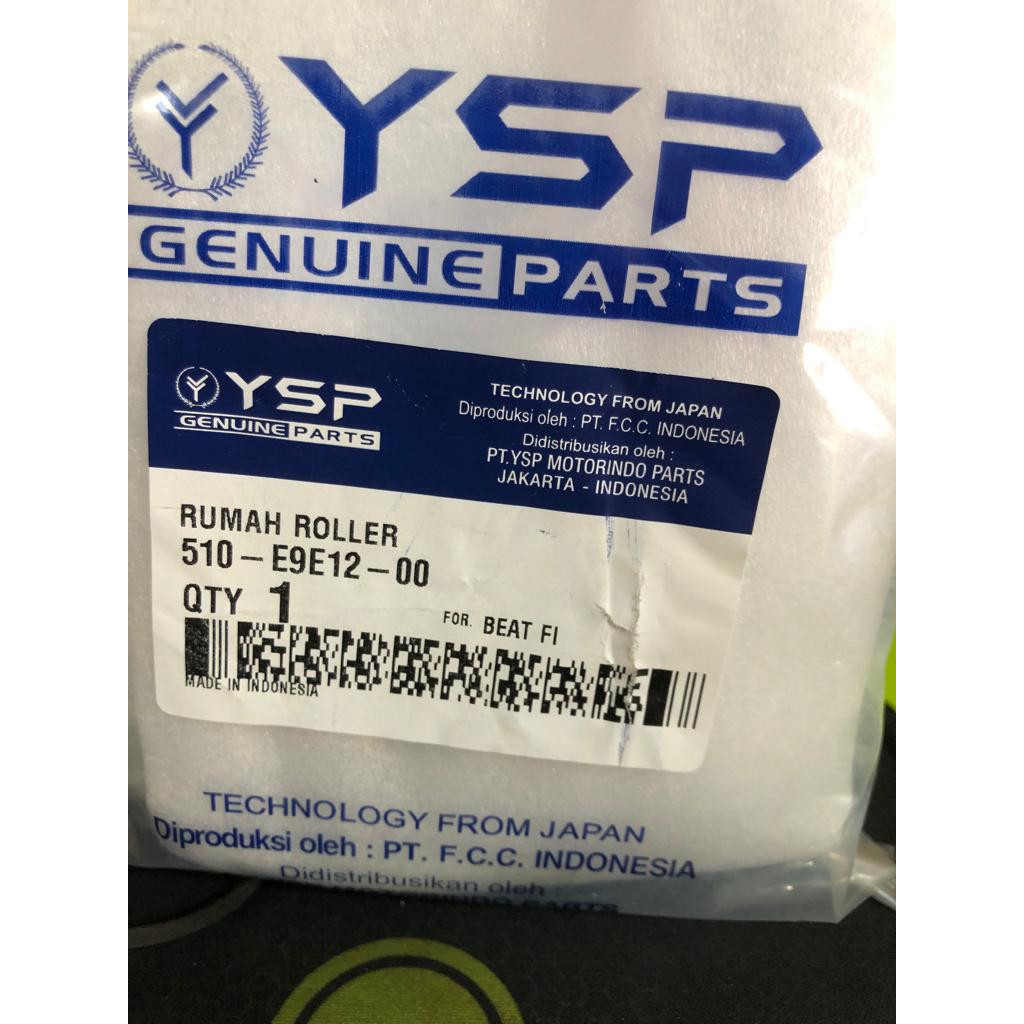 YSP
GENUINE PARTS
YSP
GENUINE PARTS
TECHNOLOGY FROM JAPAN
Diproduksi oleh : PT. F.C.C. INDONESIA
Didistribusikan oleh :
PT.YSP MOTORINDO PARTS
JAKARTA - INDONESIA
RUMAH ROLLER
510-E9E12-00
QTY 1
FOR. BEAT FI
MADE IN INDONESIA
TECHNOLOGY FROM JAPAN
Diproduksi oleh : PT. F.C.C. INDONESIA
Didistribusikan oleh :
PARTS